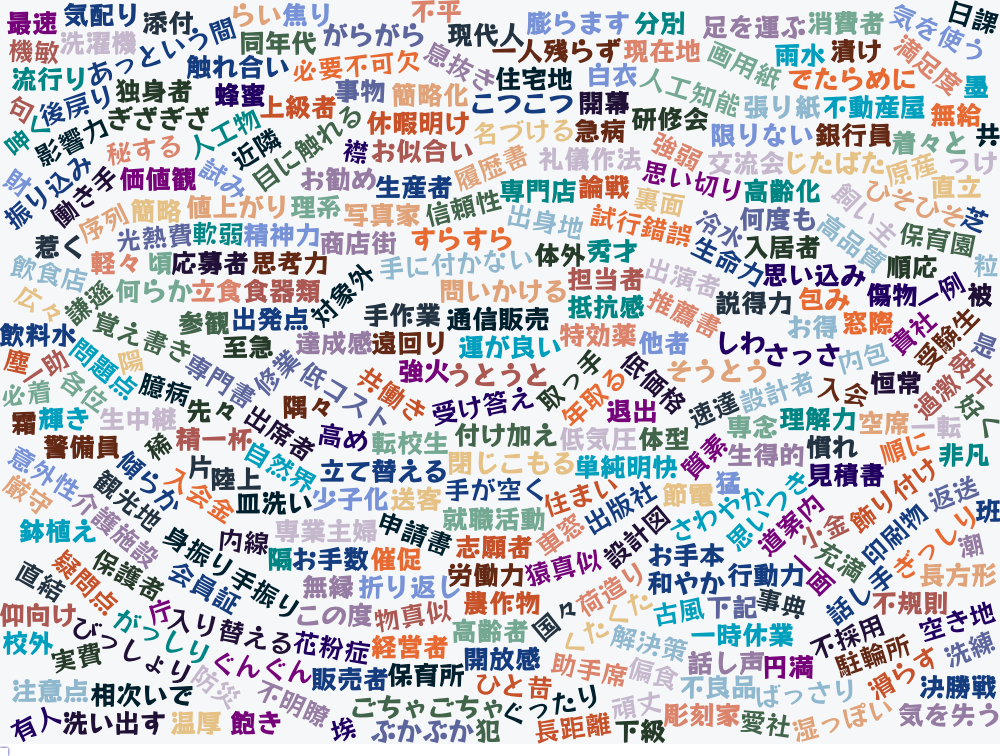 最速 気配り 添付 らい 焦り 不平 膨らます 分別 足を運ぶ 消費者 気を使う 日課
機敏 洗濯機 あっという間 同年代 がらがら 現代人 一人残らず 現在地 画用紙 雨水 漬け 満足度
流行り 触れ合い 必要不可欠 息抜き 住宅地 白衣 人工知能 でたらめに 墨
句 後戻り 独身者 蜂蜜 上級者 事物 簡略化 こつこつ 開幕 張り紙 不動産屋 無給
呻く 影響力 ぎざぎざ 人工物 近隣 目に触れる 休暇明け 名づける 急病 研修会 限りない 銀行員 着々と 共
秘する 襟 お似合い 履歴書 礼儀作法 強弱 交流会 じたばた 原産 っけ
財 振り込み 働き手 価値観 試み お勧め 生産者 専門店 論戦 思い切り 高齢化 飼い主 ひそひそ 直立
序列 簡略 値上がり 理系 写真家 信頼性 出身地 試行錯誤 裏面 冷水 何度も 高品質 芝
惹く 光熱費 軟弱 精神力 商店街 すらすら 体外 秀才 生命力 入居者 保育園
飲食店 軽々 頃 応募者 思考力 対象外 手に付かない 担当者 出演者 思い込み 順応 粒
広々 謙遜 何らか 立食 食器類 問いかける 抵抗感 推薦書 説得力 包み 傷物 一例 被
飲料水 覚え書き 参観 出発点 手作業 通信販売 特効薬 お得 窓際 貴社 受験生
塵 一助 問題点 陽 至急 達成感 遠回り 運が良い 他者 しわ さっさ 内包 是
必着 各位 臆病 専門書 修業 低コスト 共働き 強火 うとうと 取っ手 低価格 そうとう 設計者 入会 恒常 破片
霜 輝き 生中継 先々 出席者 隅々 受け答え 年取る 退出 速達 専念 理解力 空席 過激 一転 好く
警備員 稀 精一杯 高め 転校生 付け加え 低気圧 体型 質素 生得的 慣れ 順に 非凡
意外性 傾らか 片 陸上 自然界 立て替える 閉じこもる 単純明快 猛 見積書
厳守 介護施設 観光地 入会金 皿洗い 少子化 送客 手が空く 住まい 出版社 節電 さわやか 思いつき 道案内 小金 飾り付け 返送 班
鉢植え 身振り手振り 内線 専業主婦 申請書 就職活動 車窓 設計図 印刷物 ぎっしり 潮
直結 疑問点 保護者 会員証 隔 お手数 催促 志願者 猿真似 お手本 一画 充満 長方形
無縁 折り返し 労働力 荷造り 和やか 行動力 話し手
仰向け がっしり 斤 入り替える この度 物真似 農作物 国々 くたくた 古風 下記 事典 不規則 空き地
校外 実費 びっしょり ぐんぐん 花粉症 経営者 高齢者 解決策 一時休業 不採用 駐輪所 洗練
注意点 相次いで 防災 不明瞭 販売者 保育所 開放感 助手席 偏食 話し声 円満 滑らす 決勝戦
ひと昔 頑丈 不良品 ばっさり
有人 洗い出す 温厚 飽き 埃 ごちゃごちゃ ぶかぶか 犯 ぐったり 長距離 下級 彫刻家 愛社 湿っぽい 気を失う